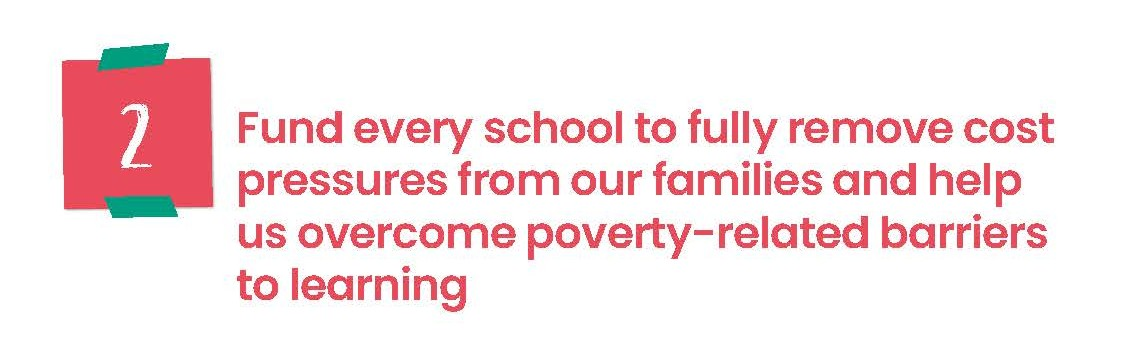 2
Fund every school to fully remove cost
pressures from our families and help
us overcome poverty-related barriers
to learning